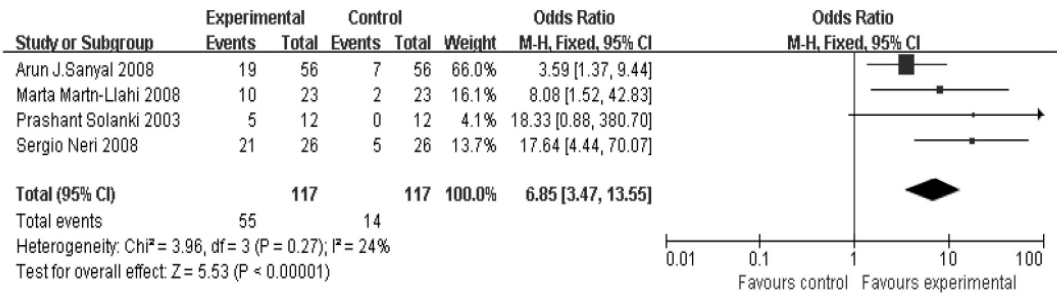 Experimental Control Odds Ratio Odds Ratio
Study or Subgroup Events Total Events Total Weight M-H, Fixed, 95% CI M-H, Fixed, 95% CI
Arun J.Sanyal 2008 19 56 7 56 66.0% 3.59 [1.37, 9.44]
Marta Martn-Llahi 2008 10 23 2 23 16.1% 8.08 [1.52, 42.83]
Prashant Solanki 2003 5 12 0 12 4.1% 18.33 [0.88, 380.70]
Sergio Neri 2008 21 26 5 26 13.7% 17.64 [4.44, 70.07]
Total (95% CI) 117 117 100.0% 6.85 [3.47, 13.55]
Total events 55 14
Heterogeneity: Chi² = 3.96, df = 3 (P = 0.27); I² = 24%
Test for overall effect: Z = 5.53 (P < 0.00001)
0.01 0.1 1 10 100
Favours control Favours experimental